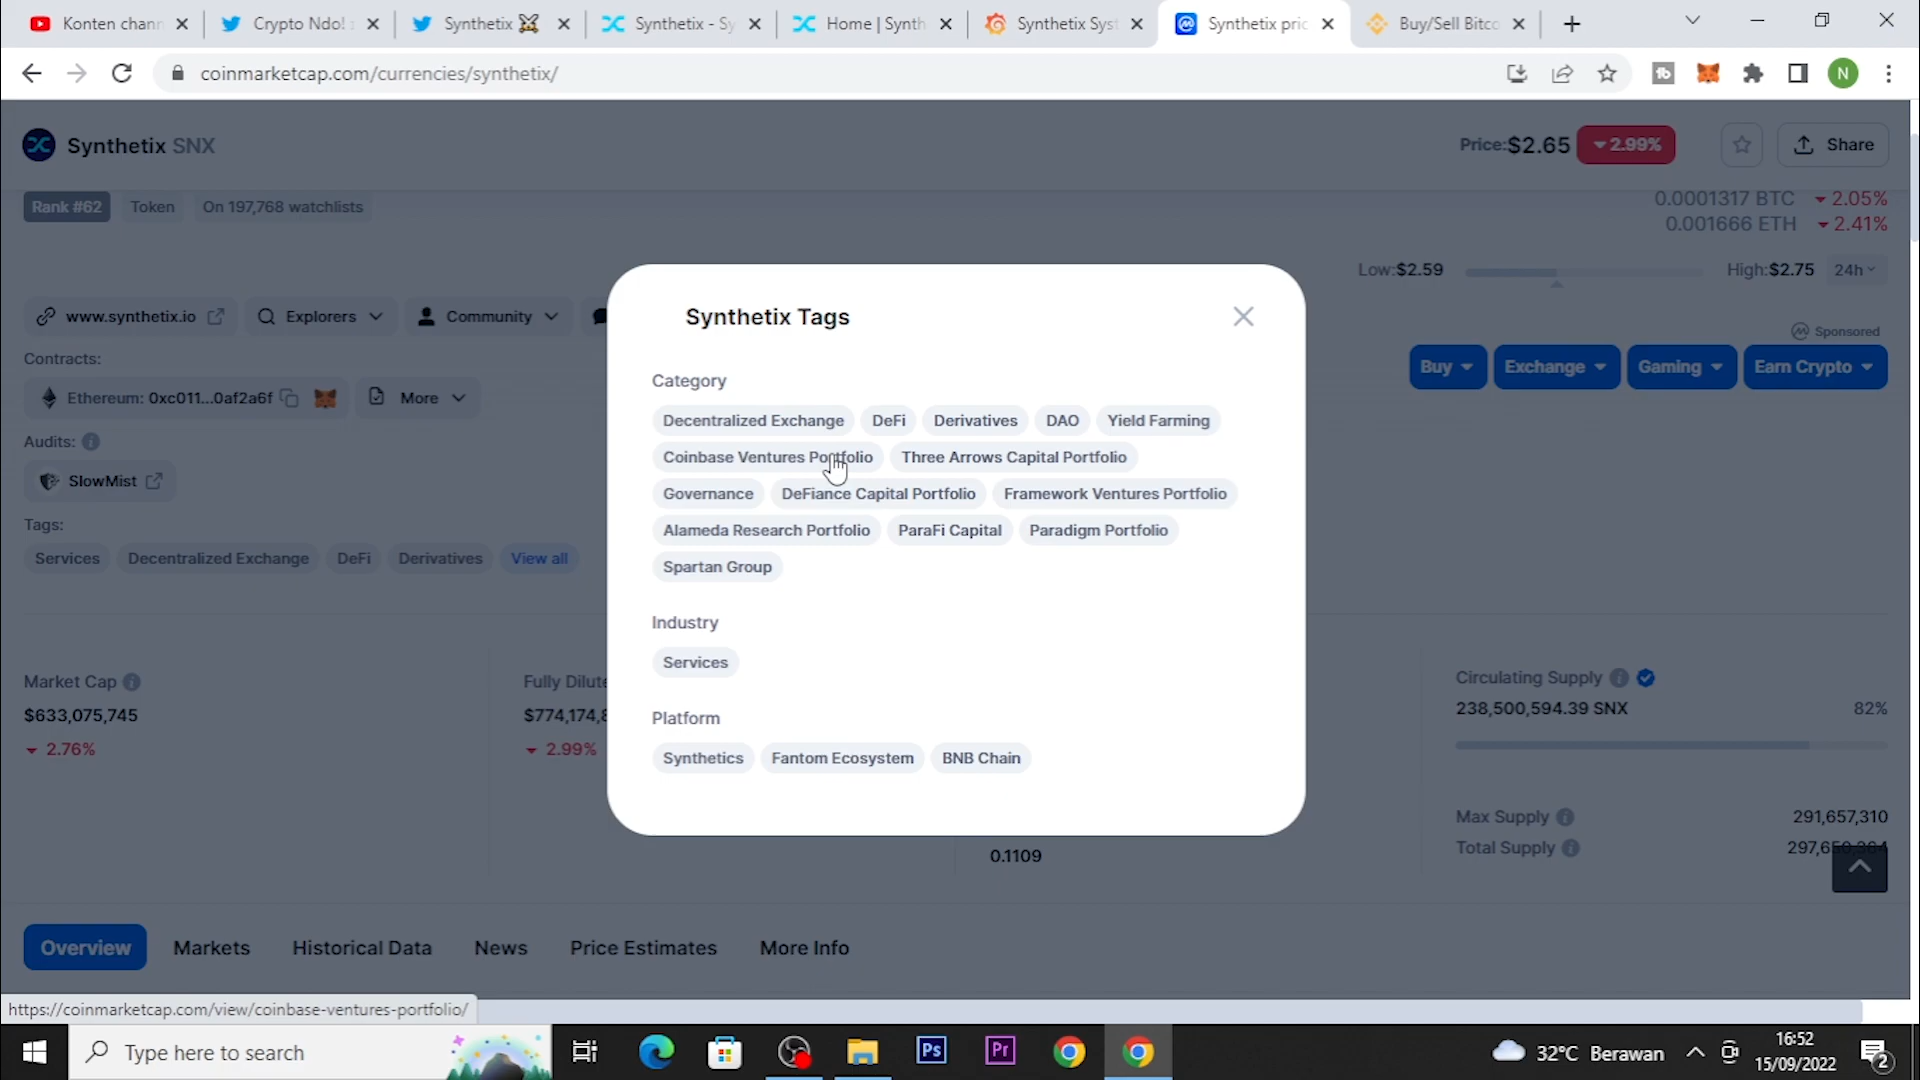 Konten chann
Crypto Ndo! :
Synthetix
Synthetix - Sy
Home | Synth
Synthetix Syst
Synthetix pric
Buy/Sell Bitco
coinmarketcap.com/currencies/synthetix/
N
Synthetix SNX
Price:$2.65
2.99%
Share
Rank #62
Token
On 197,768 watchlists
0.0001317 BTC 2.05%
0.001666 ETH 2.41%
Low:$2.59
High:$2.75
24h
www.synthetix.io
Explorers
Community
Sponsored
Contracts:
Buy
Exchange
Gaming
Earn Crypto
Ethereum: 0xc011...0af2a6f
More
Audits:
SlowMist
Tags:
Services
Decentralized Exchange
DeFi
Derivatives
View all
Synthetix Tags
Category
Decentralized Exchange
DeFi
Derivatives
DAO
Yield Farming
Coinbase Ventures Portfolio
Three Arrows Capital Portfolio
Governance
DeFiance Capital Portfolio
Framework Ventures Portfolio
Alameda Research Portfolio
ParaFi Capital
Paradigm Portfolio
Spartan Group
Industry
Services
Platform
Synthetics
Fantom Ecosystem
BNB Chain
Market Cap
$633,075,745
2.76%
Fully Dilute
$774,174,8
2.99%
0.1109
Circulating Supply
238,500,594.39 SNX
82%
Max Supply
291,657,310
Total Supply
Overview
Markets
Historical Data
News
Price Estimates
More Info
https://coinmarketcap.com/view/coinbase-ventures-portfolio/
Type here to search
Ps
Pr
32°C Berawan
16:52
15/09/2022
2